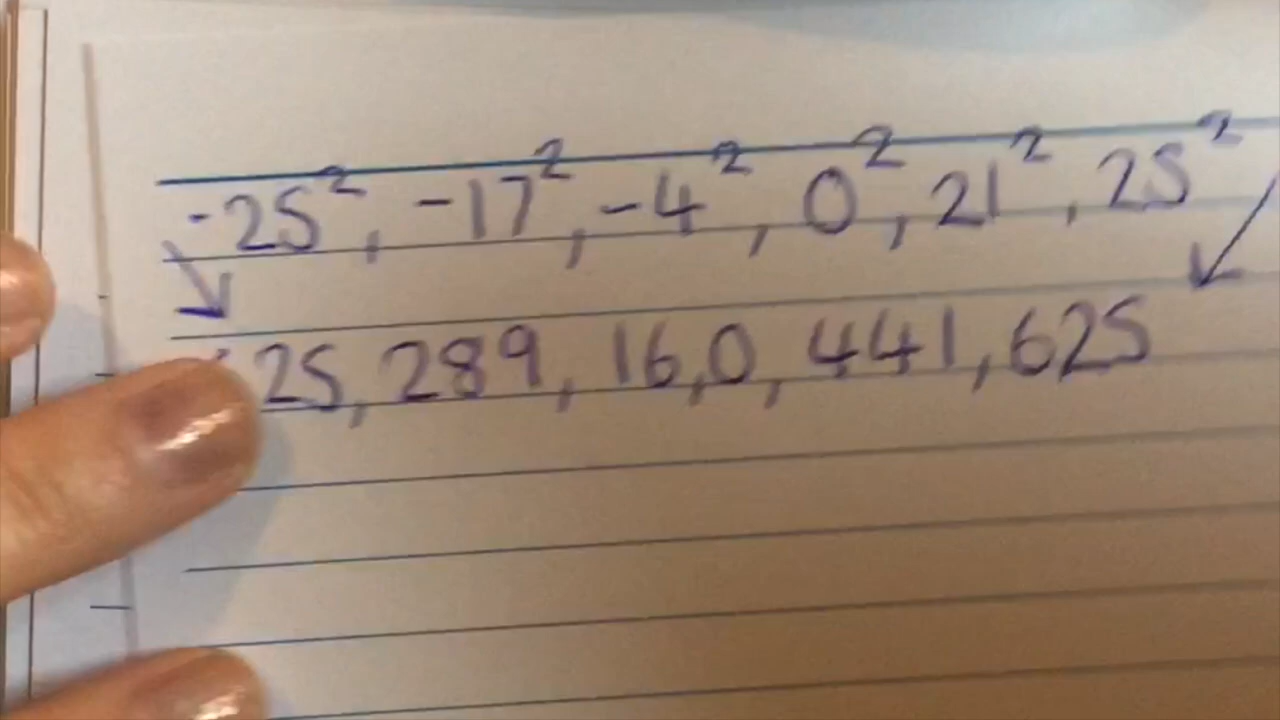 -25², -17², -4², 0², 21², 25²
25, 289, 16, 0, 441, 625